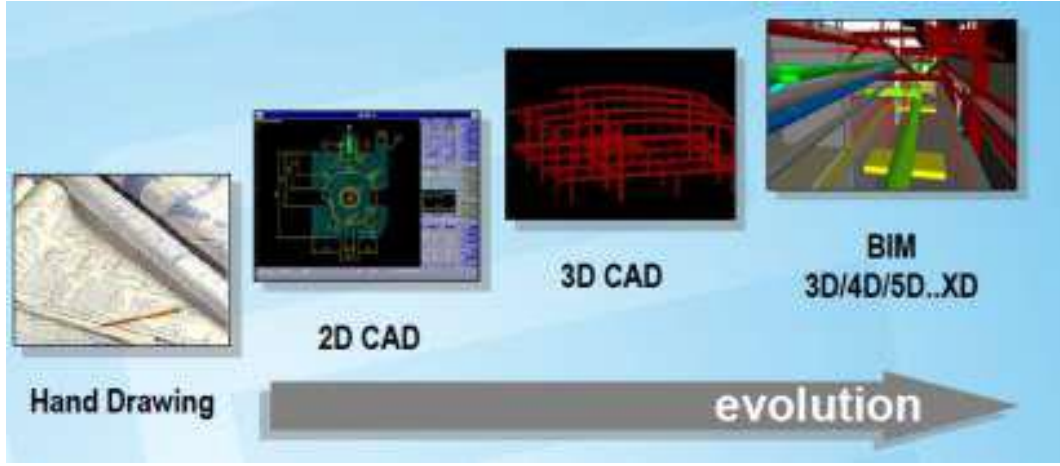 Hand Drawing
2D CAD
3D CAD
BIM
3D/4D/5D..XD
evolution